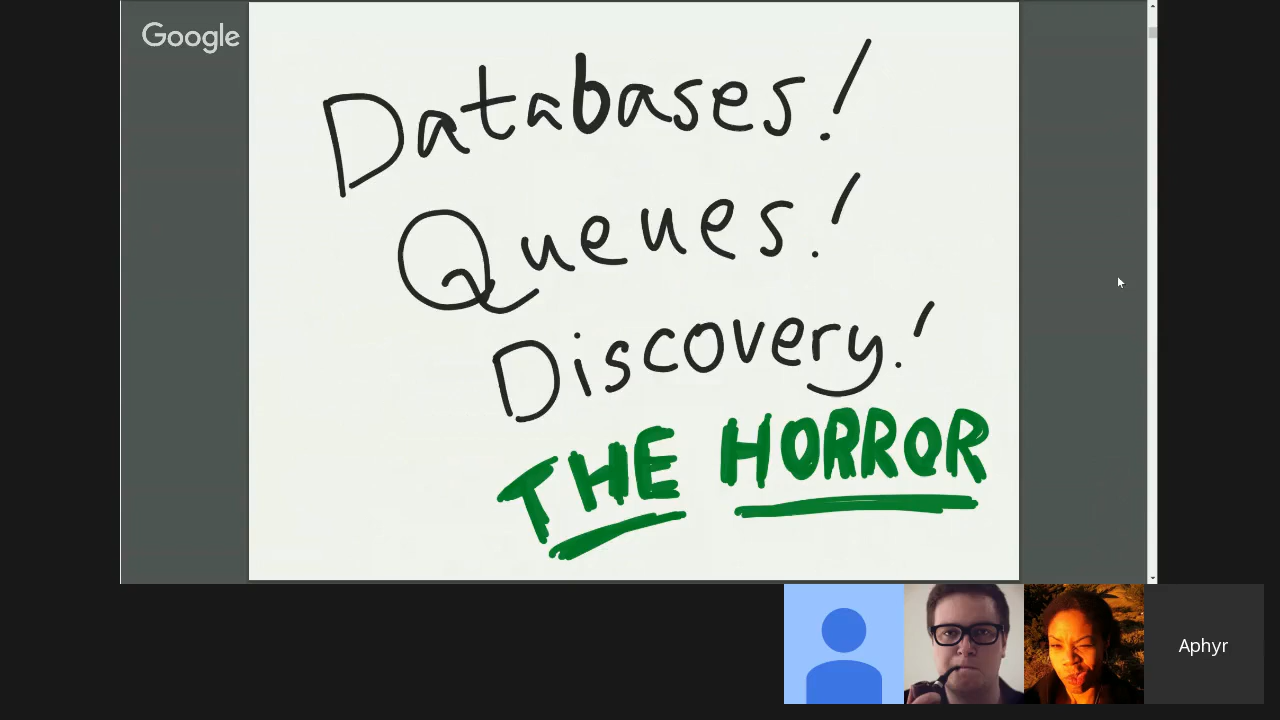 Google
Databases!
Queues!
Discovery!
THE HORROR
Aphyr